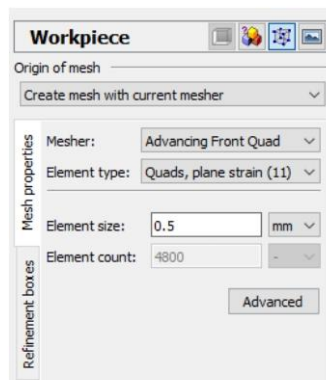 Workpiece
Origin of mesh
Create mesh with current mesher
Mesh properties
Refinement boxes
Mesher: Advancing Front Quad
Element type: Quads, plane strain (11)
Element size: 0.5 mm
Element count: 4800 -
Advanced